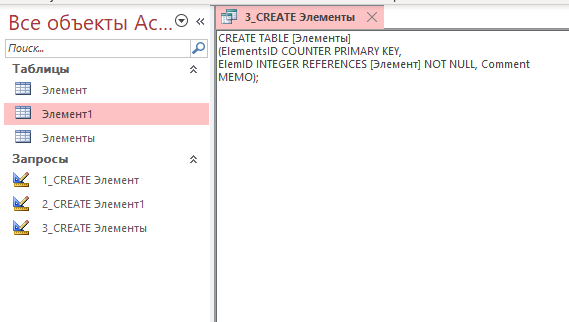 Все объекты Ac...
Поиск...
Таблицы
Элемент
Элемент1
Элементы
Запросы
1_CREATE Элемент
2_CREATE Элемент1
3_CREATE Элементы
3_CREATE Элементы
CREATE TABLE [Элементы]
(ElementsID COUNTER PRIMARY KEY,
ElemID INTEGER REFERENCES [Элемент] NOT NULL, Comment
MEMO);